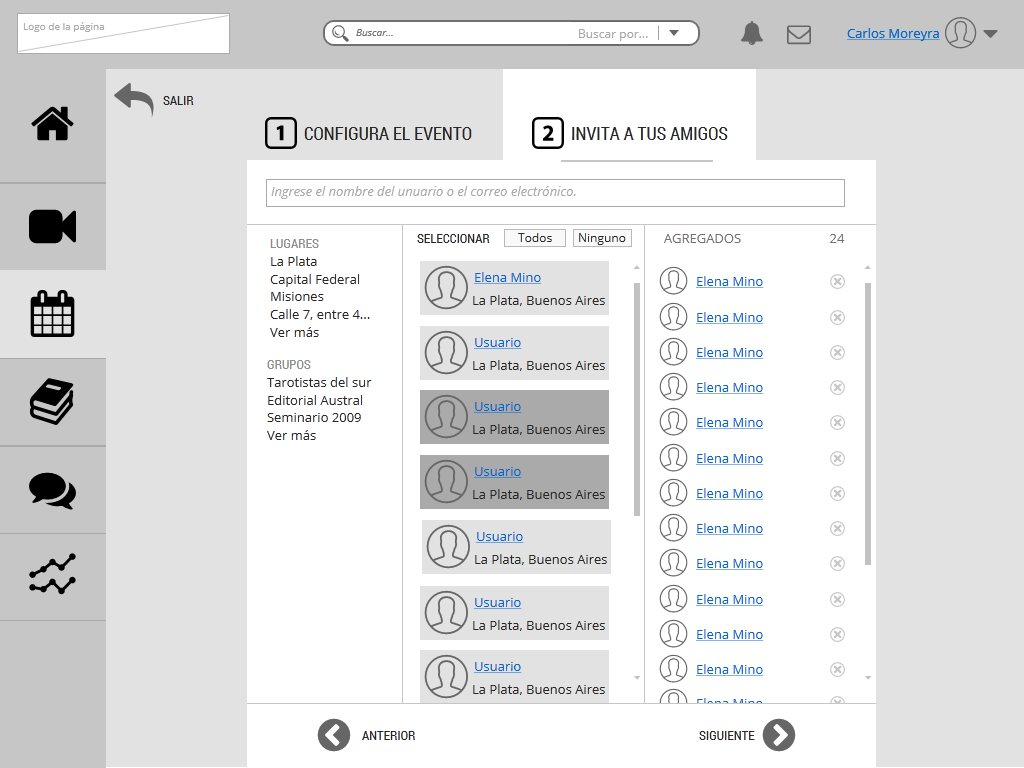 Logo de la página
Buscar...
Buscar por...
Carlos Moreyra
SALIR
1 CONFIGURA EL EVENTO
2 INVITA A TUS AMIGOS
Ingrese el nombre del unuario o el correo electrónico.
LUGARES
La Plata
Capital Federal
Misiones
Calle 7, entre 4...
Ver más
GRUPOS
Tarotistas del sur
Editorial Austral
Seminario 2009
Ver más
SELECCIONAR Todos Ninguno
Elena Mino
La Plata, Buenos Aires
Usuario
La Plata, Buenos Aires
Usuario
La Plata, Buenos Aires
Usuario
La Plata, Buenos Aires
Usuario
La Plata, Buenos Aires
Usuario
La Plata, Buenos Aires
Usuario
La Plata, Buenos Aires
AGREGADOS 24
Elena Mino
Elena Mino
Elena Mino
Elena Mino
Elena Mino
Elena Mino
Elena Mino
Elena Mino
Elena Mino
Elena Mino
Elena Mino
Elena Mino
Elena Mino
ANTERIOR
SIGUIENTE